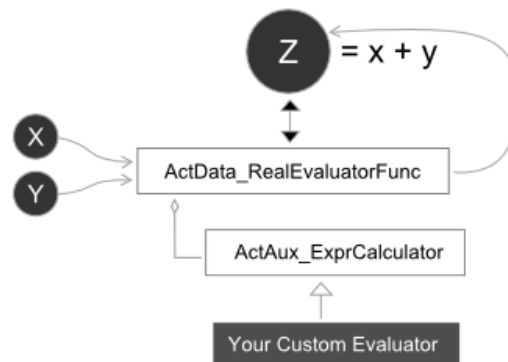 Z = x + y
X
Y
ActData_RealEvaluatorFunc
ActAux_ExprCalculator
Your Custom Evaluator